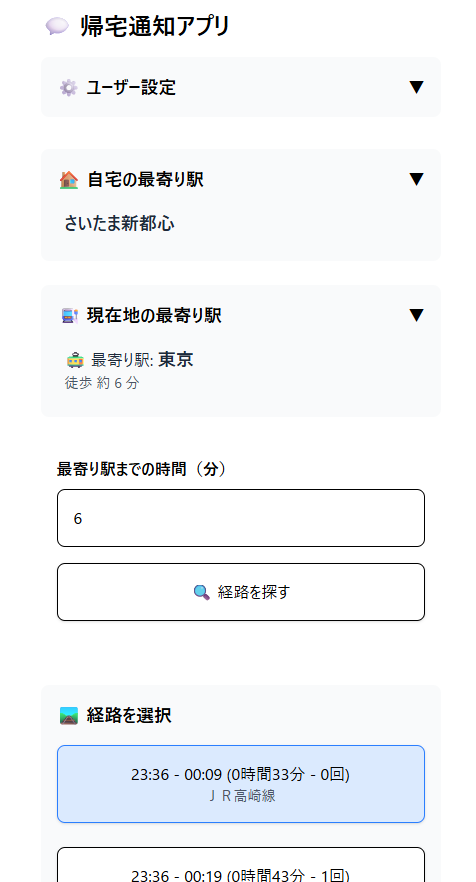 帰宅通知アプリ
ユーザー設定 ▼
自宅の最寄り駅 ▼
さいたま新都心
現在地の最寄り駅 ▼
最寄り駅: 東京
徒歩 約 6 分
最寄り駅までの時間（分）
6
経路を探す
経路を選択
23:36 - 00:09 (0時間33分 - 0回)
ＪＲ高崎線
23:36 - 00:19 (0時間43分 - 1回)